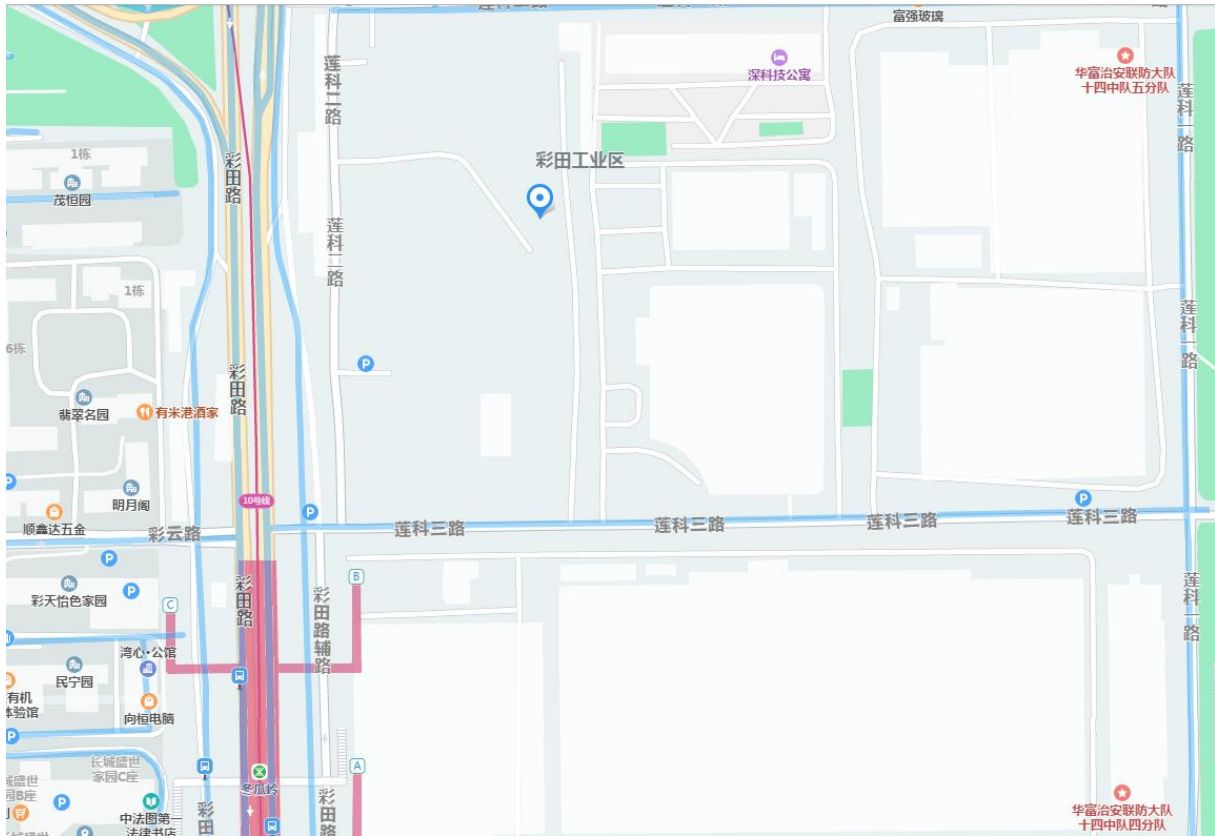 富强玻璃
深科技公寓
华富治安联防大队
十四中队五分队
莲科二路
莲科一路
1栋
茂恒园
彩田路
彩田工业区
莲科二路
1栋
6栋
莲科一路
彩田路
翡翠名园
有米港酒家
P
10号线
明月阁
顺鑫达五金
P
彩云路
莲科三路
莲科三路
莲科三路
莲科三路
P
P
P
P
B
C
彩天怡色家园
彩田路
彩田路辅路
莲科一路
湾心·公馆
民宁园
有机
体验馆
向恒电脑
P
P
长城盛世
家园C座
A
冬瓜岭
P
中法图第一
法律书店
彩田
彩田路
华富治安联防大队
十四中队四分队